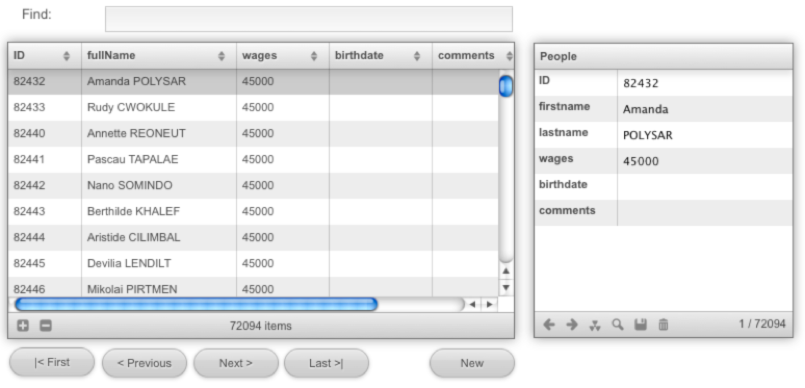 Find:
ID fullName wages birthdate comments
82432 Amanda POLYSAR 45000
82433 Rudy CWOKULE 45000
82440 Annette REONEUT 45000
82441 Pascau TAPALAE 45000
82442 Nano SOMINDO 45000
82443 Berthilde KHALEF 45000
82444 Aristide CILIMBAL 45000
82445 Devilia LENDILT 45000
82446 Mikolai PIRTMEN 45000
72094 items
|< First < Previous Next > Last >| New
People
ID 82432
firstname Amanda
lastname POLYSAR
wages 45000
birthdate
comments
1 / 72094